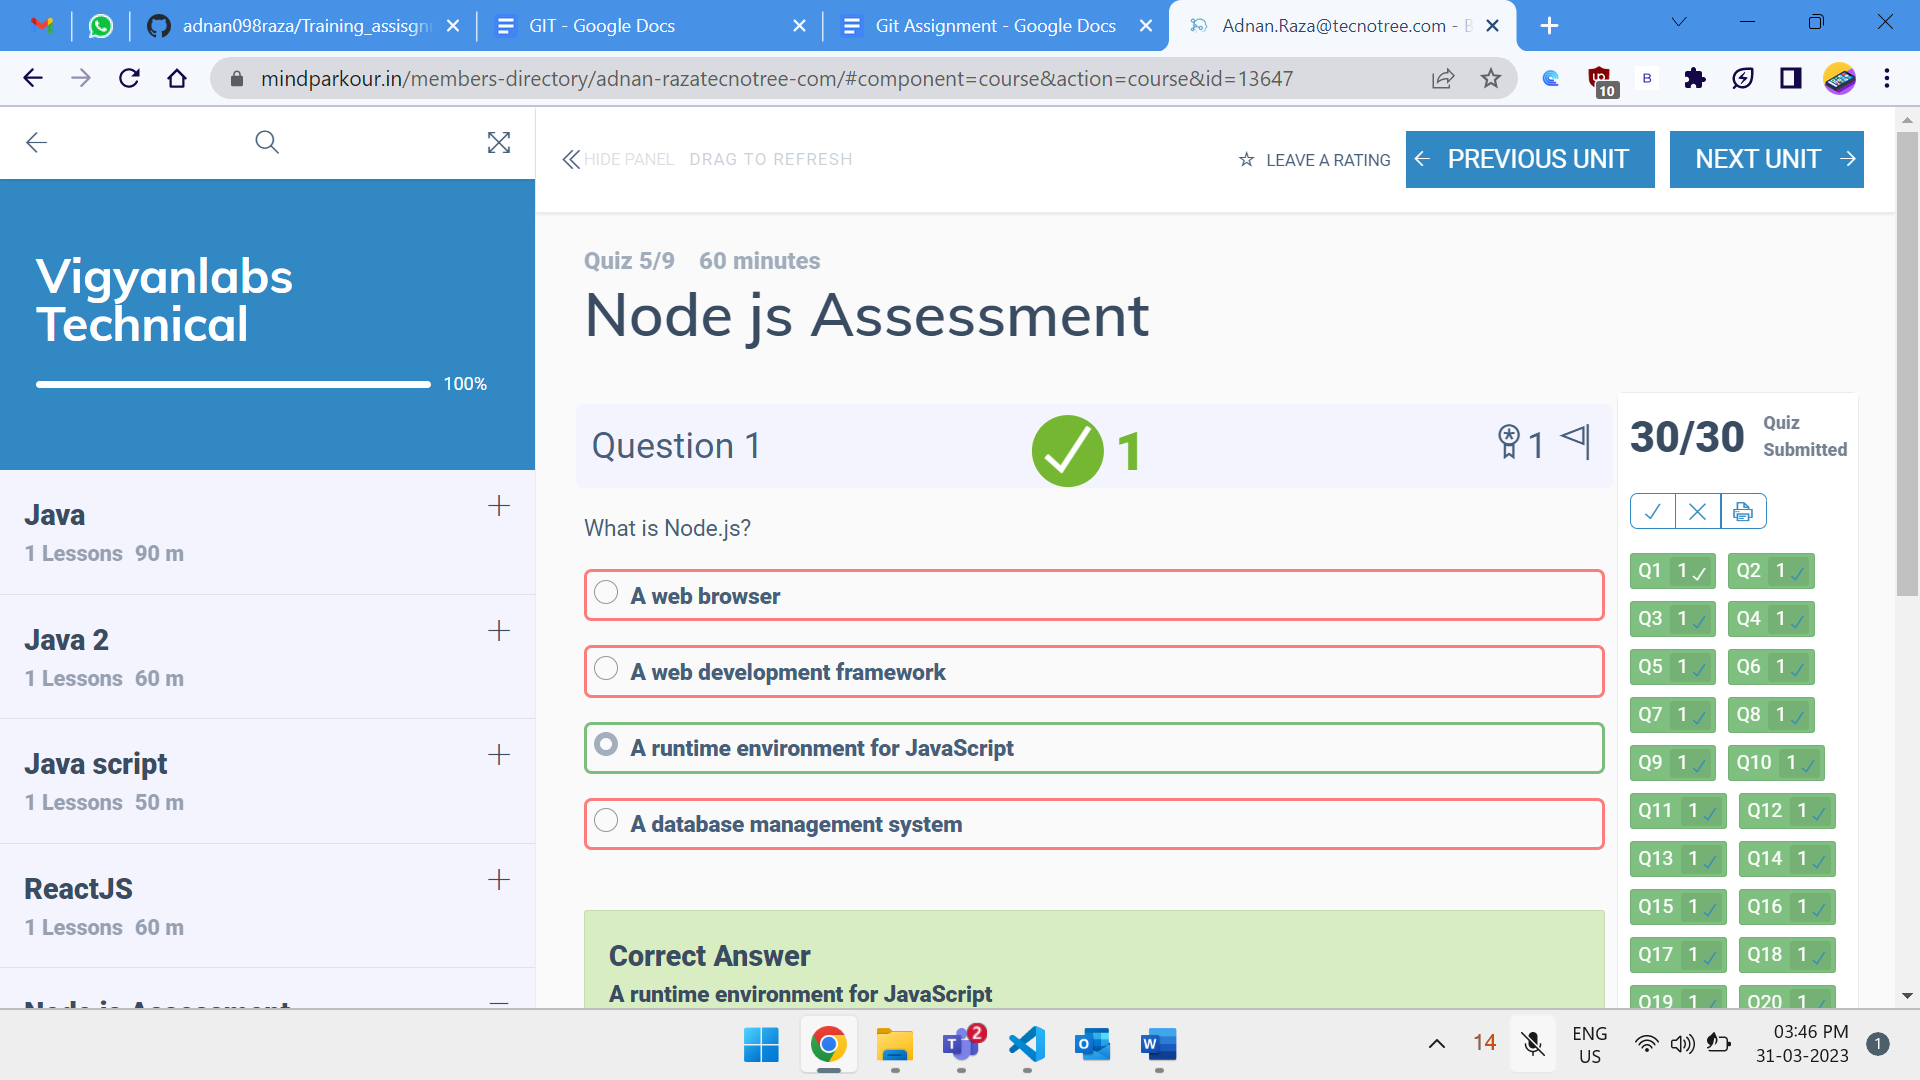 adnan098raza/Training_assisgn
GIT - Google Docs
Git Assignment - Google Docs
Adnan.Raza@tecnotree.com -
mindparkour.in/members-directory/adnan-razatecnotree-com/#component=course&action=course&id=13647
B
10
HIDE PANEL
DRAG TO REFRESH
LEAVE A RATING
PREVIOUS UNIT
NEXT UNIT
Vigyanlabs
Technical
100%
Java
1 Lessons 90 m
Java 2
1 Lessons 60 m
Java script
1 Lessons 50 m
ReactJS
1 Lessons 60 m
Node js Assessment
Quiz 5/9 60 minutes
Node js Assessment
Question 1
1
1
What is Node.js?
A web browser
A web development framework
A runtime environment for JavaScript
A database management system
Correct Answer
A runtime environment for JavaScript
30/30
Quiz
Submitted
Q1 1
Q2 1
Q3 1
Q4 1
Q5 1
Q6 1
Q7 1
Q8 1
Q9 1
Q10 1
Q11 1
Q12 1
Q13 1
Q14 1
Q15 1
Q16 1
Q17 1
Q18 1
Q19 1
Q20 1
2
14
ENG
US
03:46 PM
31-03-2023
1